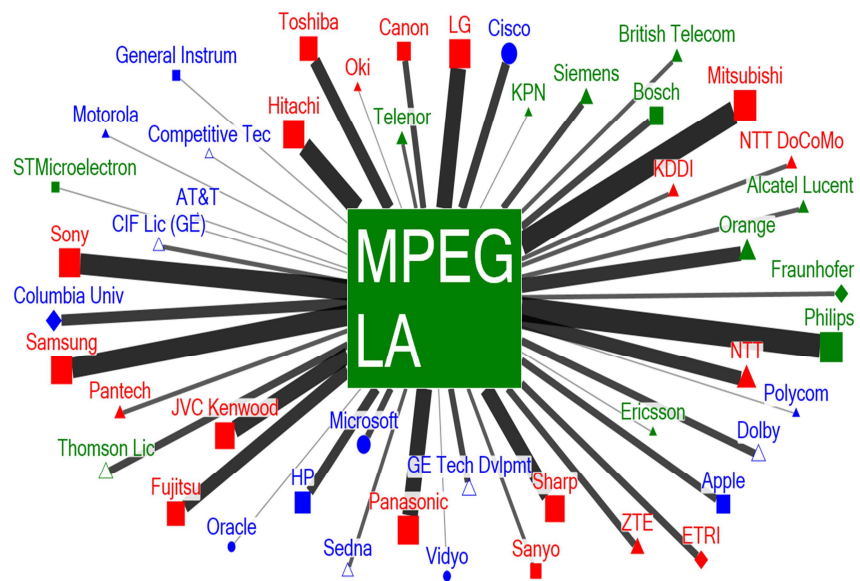 Toshiba
Canon
LG
Cisco
British Telecom
General Instrum
Oki
Siemens
Mitsubishi
KPN
Bosch
Hitachi
Telenor
Motorola
Competitive Tec
NTT DoCoMo
STMicroelectron
KDDI
Alcatel Lucent
AT&T
CIF Lic (GE)
Orange
Sony
MPEG
LA
Fraunhofer
Columbia Univ
Philips
Samsung
NTT
Pantech
Polycom
JVC Kenwood
Microsoft
Ericsson
Dolby
Thomson Lic
GE Tech Dvlpmt
HP
Sharp
Apple
Fujitsu
Panasonic
Oracle
ZTE
ETRI
Sedna
Vidyo
Sanyo